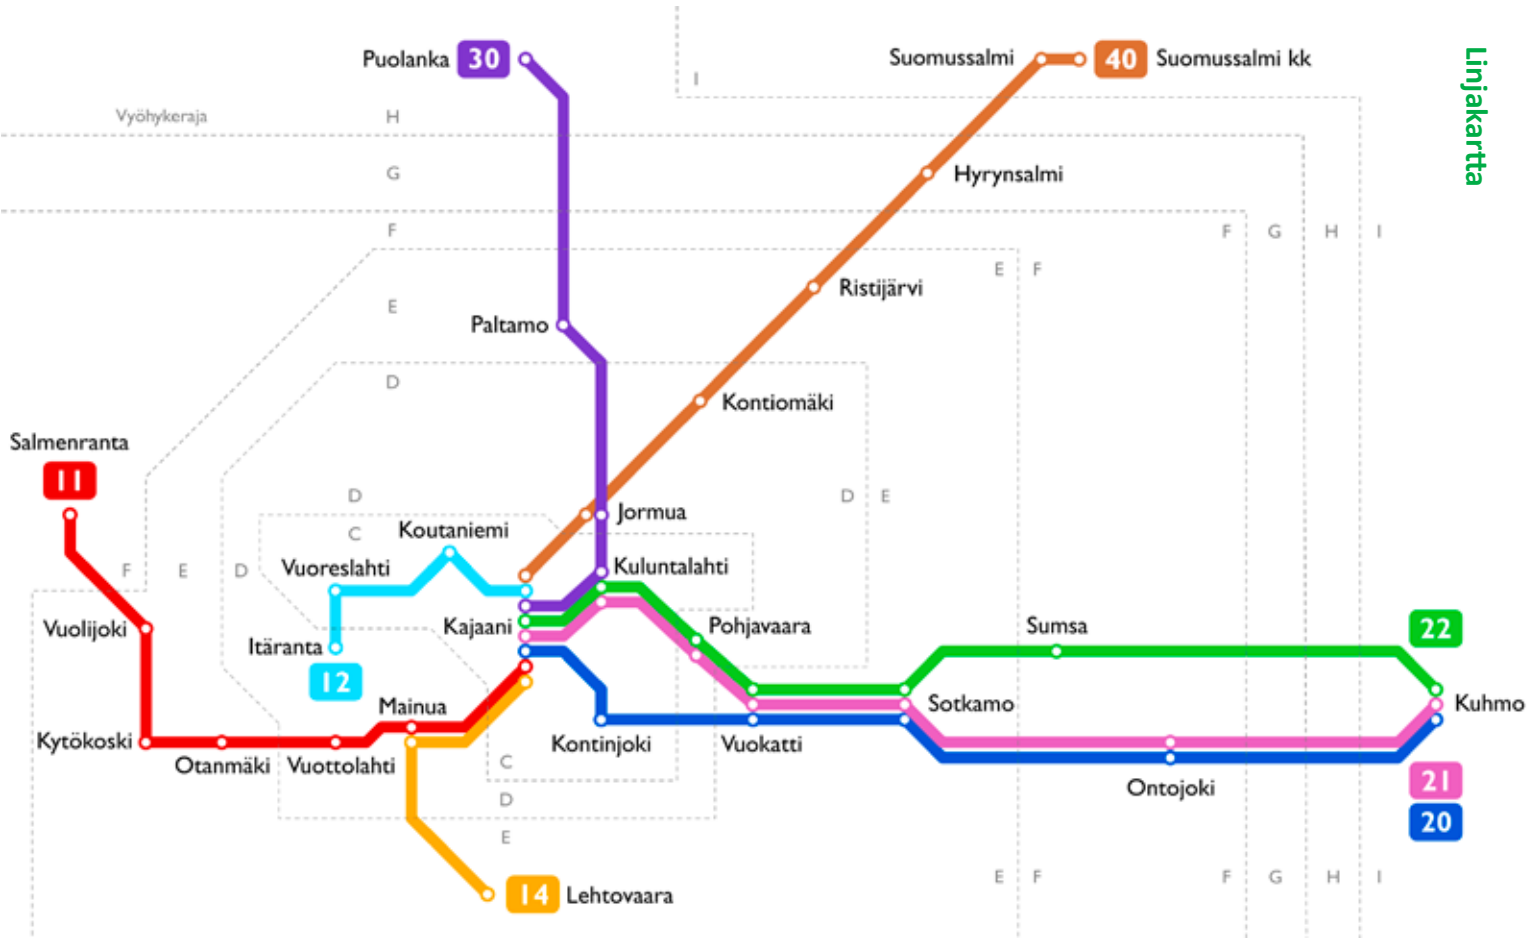 Puolanka 30
Suomussalmi 40 Suomussalmi kk
Linjakartta
I
Vyöhykeraja H
G
Hyrynsalmi
F
F G H I
E F
Ristijärvi
E
Paltamo
D
Kontiomäki
Salmenranta
11
D
D E
Jormua
C
Koutaniemi
F E D
Vuoreslahti
Kuluntalahti
Vuolijoki
Kajaani
Pohjavaara
Sumsa
22
Itäranta
12
Mainua
Sotkamo
Kuhmo
Kytökoski
Otanmäki
Vuottolahti
Kontinjoki
Vuokatti
C
Ontojoki
21
D
20
E
E F F G H I
14 Lehtovaara